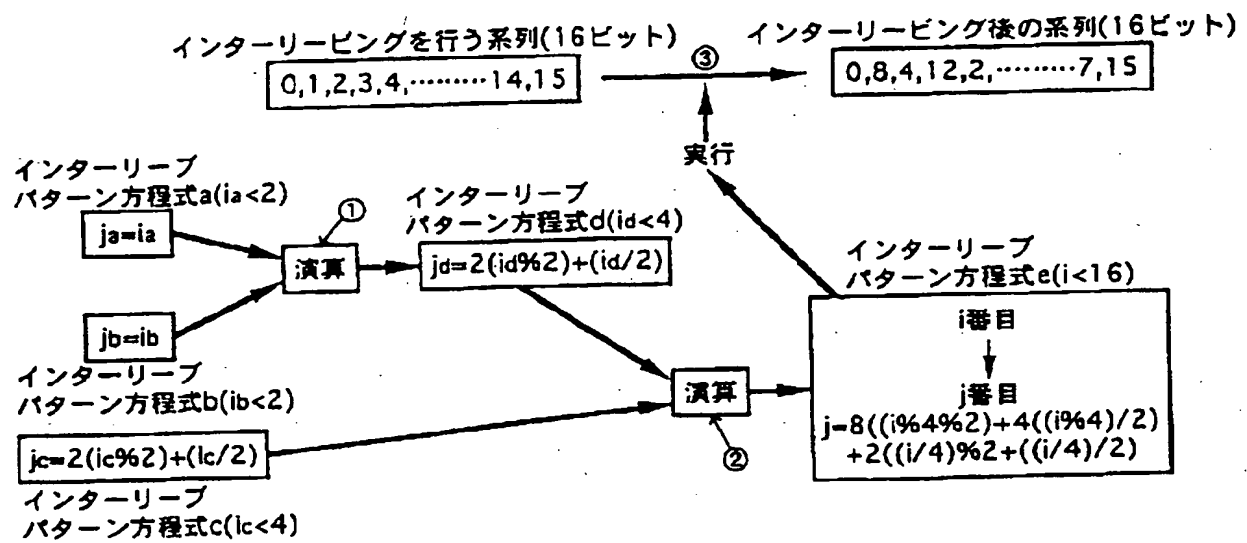 インターリービングを行う系列(16ビット)
インターリービング後の系列(16ビット)
0,1,2,3,4,………14,15
③
0,8,4,12,2,………7,15
実行
インターリーブ
パターン方程式a(ia<2)
ja=ia
①
演算
インターリーブ
パターン方程式d(id<4)
jd=2(id%2)+(id/2)
jb=ib
インターリーブ
パターン方程式b(ib<2)
インターリーブ
パターン方程式e(i<16)
i番目
j番目
j=8((i%4%2)+4((i%4)/2)
+2((i/4)%2+((i/4)/2)
演算
②
jc=2(ic%2)+(Ic/2)
インターリーブ
パターン方程式c(ic<4)